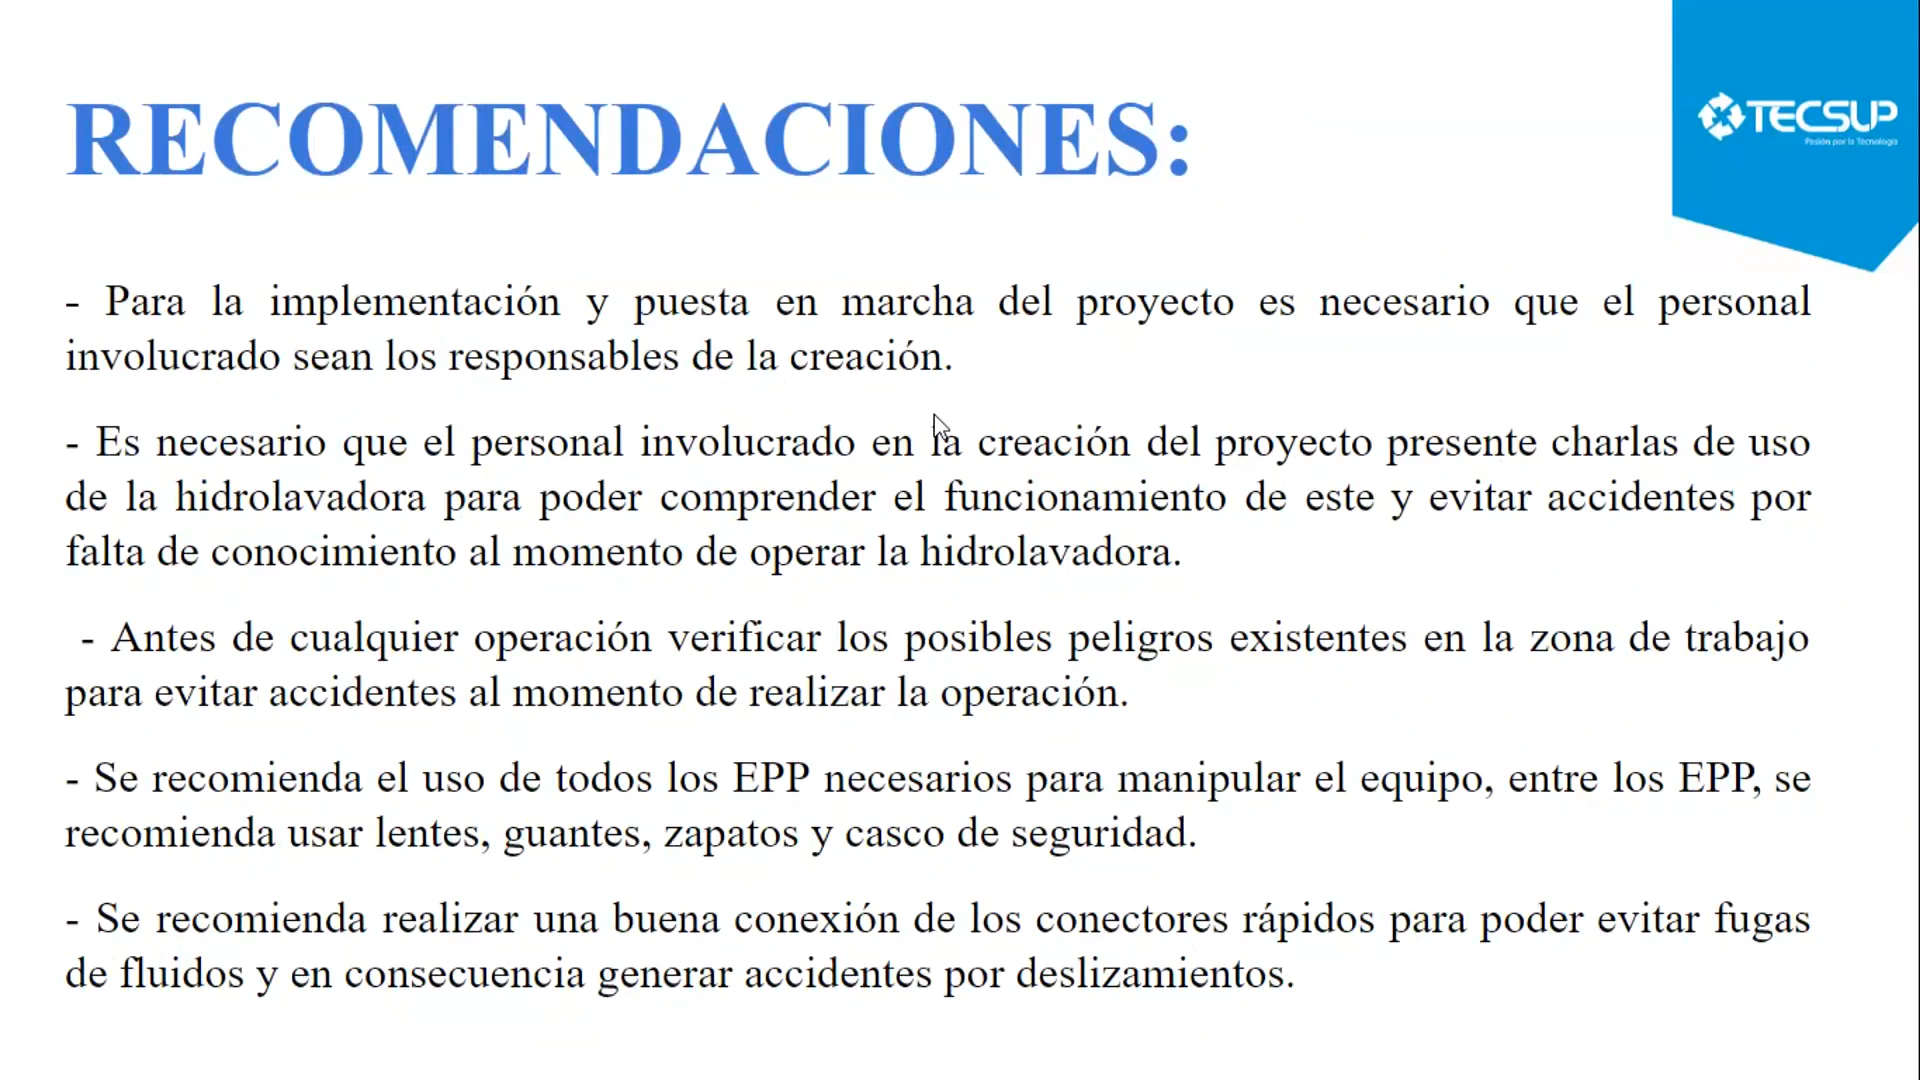 TECSUP
Pasión por la Tecnología
RECOMENDACIONES:
- Para la implementación y puesta en marcha del proyecto es necesario que el personal
involucrado sean los responsables de la creación.
- Es necesario que el personal involucrado en la creación del proyecto presente charlas de uso
de la hidrolavadora para poder comprender el funcionamiento de este y evitar accidentes por
falta de conocimiento al momento de operar la hidrolavadora.
- Antes de cualquier operación verificar los posibles peligros existentes en la zona de trabajo
para evitar accidentes al momento de realizar la operación.
- Se recomienda el uso de todos los EPP necesarios para manipular el equipo, entre los EPP, se
recomienda usar lentes, guantes, zapatos y casco de seguridad.
- Se recomienda realizar una buena conexión de los conectores rápidos para poder evitar fugas
de fluidos y en consecuencia generar accidentes por deslizamientos.